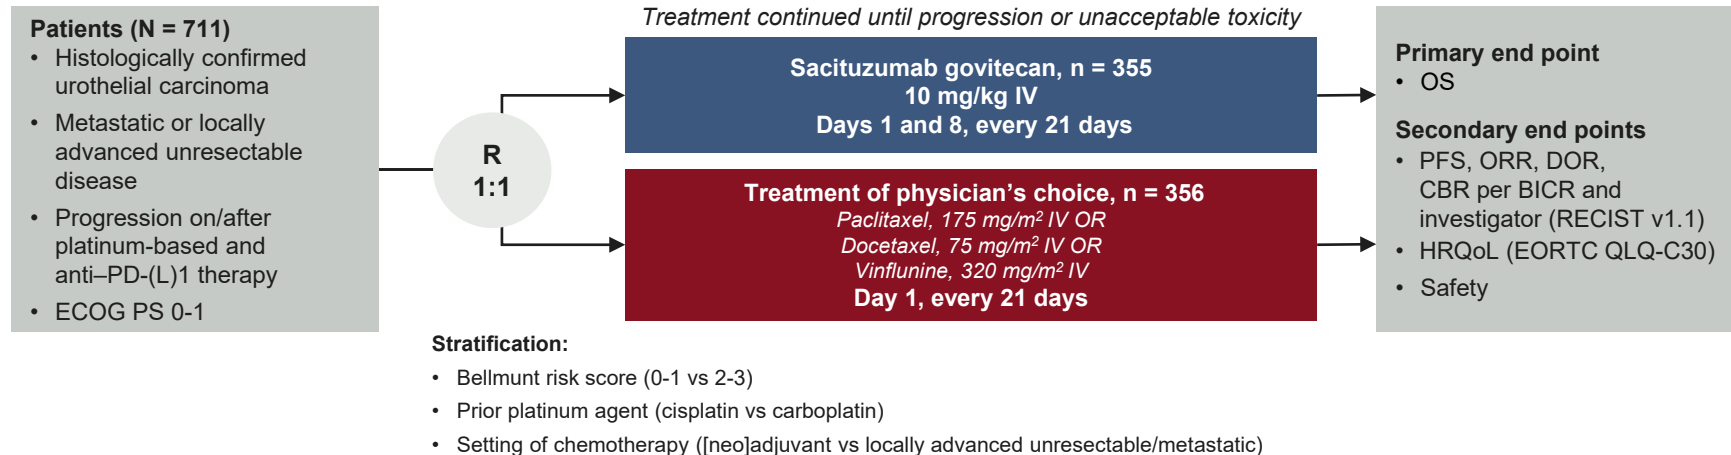 Patients (N = 711)
• Histologically confirmed
urothelial carcinoma
• Metastatic or locally
advanced unresectable
disease
• Progression on/after
platinum-based and
anti–PD-(L)1 therapy
• ECOG PS 0-1
R
1:1
Treatment continued until progression or unacceptable toxicity
Sacituzumab govitecan, n = 355
10 mg/kg IV
Days 1 and 8, every 21 days
Treatment of physician's choice, n = 356
Paclitaxel, 175 mg/m² IV OR
Docetaxel, 75 mg/m² IV OR
Vinflunine, 320 mg/m² IV
Day 1, every 21 days
Primary end point
• OS
Secondary end points
• PFS, ORR, DOR,
CBR per BICR and
investigator (RECIST v1.1)
• HRQoL (EORTC QLQ-C30)
• Safety
Stratification:
• Bellmunt risk score (0-1 vs 2-3)
• Prior platinum agent (cisplatin vs carboplatin)
• Setting of chemotherapy ([neo]adjuvant vs locally advanced unresectable/metastatic)